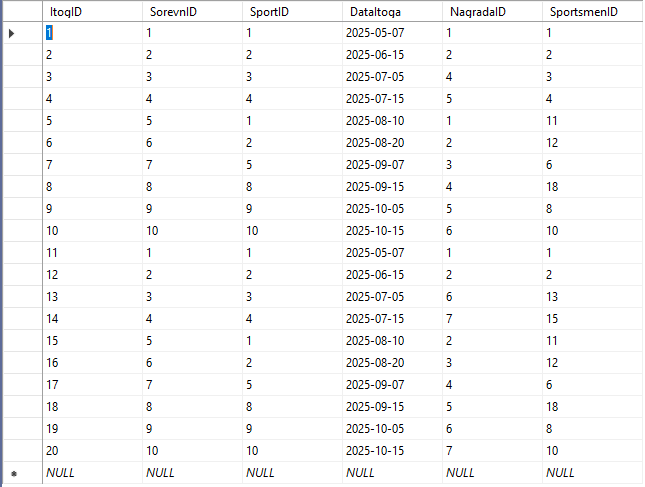 ItogID SorevnID SportID DataItoga NagradaID SportsmenID
1 1 1 2025-05-07 1 1
2 2 2 2025-06-15 2 2
3 3 3 2025-07-05 4 3
4 4 4 2025-07-15 5 4
5 5 1 2025-08-10 1 11
6 6 2 2025-08-20 2 12
7 7 5 2025-09-07 3 6
8 8 8 2025-09-15 4 18
9 9 9 2025-10-05 5 8
10 10 10 2025-10-15 6 10
11 1 1 2025-05-07 1 1
12 2 2 2025-06-15 2 2
13 3 3 2025-07-05 6 13
14 4 4 2025-07-15 7 15
15 5 1 2025-08-10 2 11
16 6 2 2025-08-20 3 12
17 7 5 2025-09-07 4 6
18 8 8 2025-09-15 5 18
19 9 9 2025-10-05 6 8
20 10 10 2025-10-15 7 10
NULL NULL NULL NULL NULL NULL